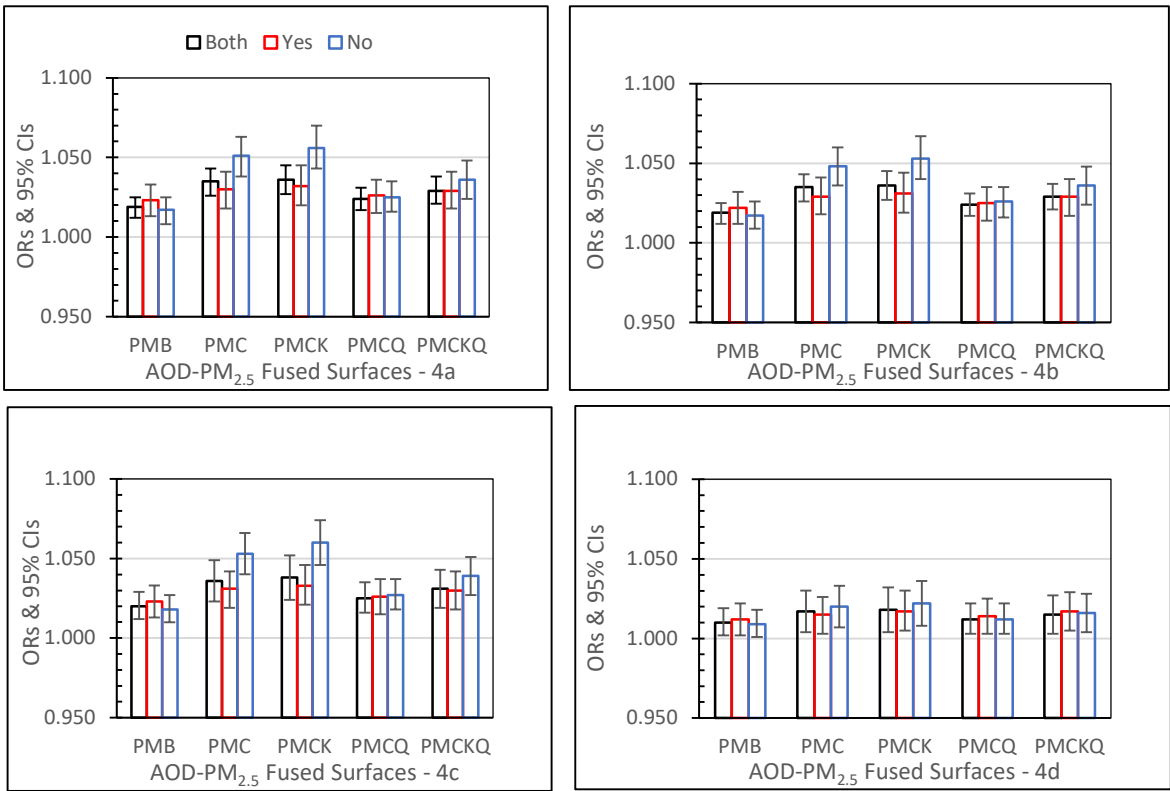 Both Yes No
ORs & 95% CIs
1.100
1.050
1.000
0.950
PMB PMC PMCK PMCQ PMCKQ
AOD-PM2.5 Fused Surfaces - 4a
ORs & 95% CIs
1.100
1.050
1.000
0.950
PMB PMC PMCK PMCQ PMCKQ
AOD-PM2.5 Fused Surfaces - 4b
ORs & 95% CIs
1.100
1.050
1.000
0.950
PMB PMC PMCK PMCQ PMCKQ
AOD-PM2.5 Fused Surfaces - 4c
ORs & 95% CIs
1.100
1.050
1.000
0.950
PMB PMC PMCK PMCQ PMCKQ
AOD-PM2.5 Fused Surfaces - 4d